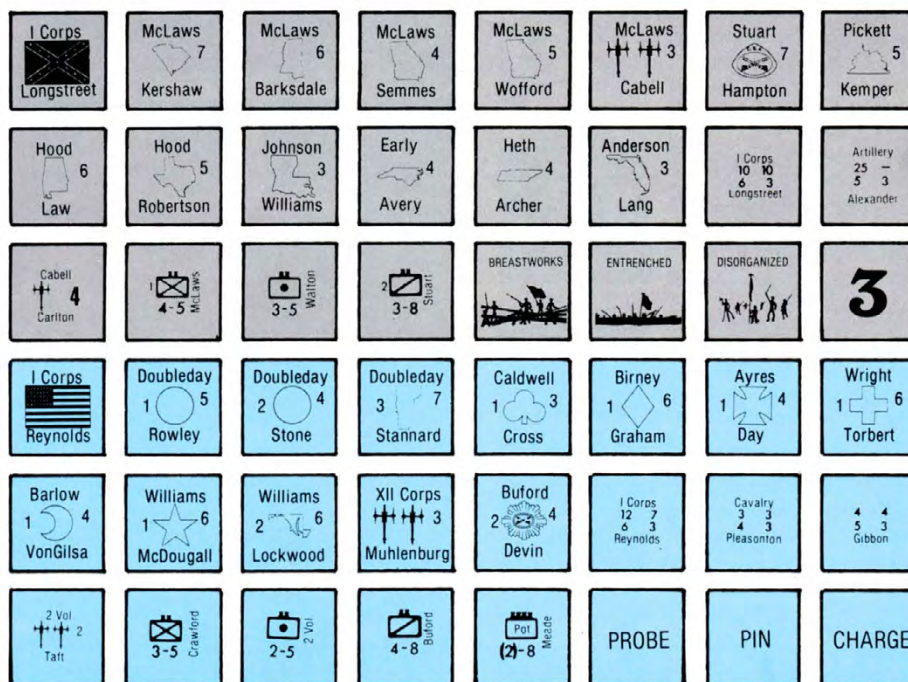 I Corps
Longstreet
McLaws
7
Kershaw
McLaws
6
Barksdale
McLaws
4
Semmes
McLaws
5
Wofford
McLaws
3
Cabell
Stuart
7
Hampton
Pickett
5
Kemper
Hood
6
Law
Hood
5
Robertson
Johnson
3
Williams
Early
4
Avery
Heth
4
Archer
Anderson
3
Lang
I Corps
10 10
6 3
Longstreet
Artillery
25 –
5 3
Alexander
Cabell
4
Carlton
1
McLaws
4-5
Walton
3-5
2
Stuart
3-8
BREASTWORKS
ENTRENCHED
DISORGANIZED
3
I Corps
Reynolds
Doubleday
1 5
Rowley
Doubleday
2 4
Stone
Doubleday
3 7
Stannard
Caldwell
1 3
Cross
Birney
1 6
Graham
Ayres
1 4
Day
Wright
1 6
Torbert
Barlow
1 4
VonGilsa
Williams
1 6
McDougall
Williams
2 6
Lockwood
XII Corps
3
Muhlenburg
Buford
2 4
Devin
I Corps
12 7
6 3
Reynolds
Cavalry
3 3
4 3
Pleasonton
4 4
5 3
Gibbon
2 Vol
2
Taft
Crawford
3-5
2 Vol
2-5
Buford
4-8
Pot
Meade
(2)-8
PROBE
PIN
CHARGE